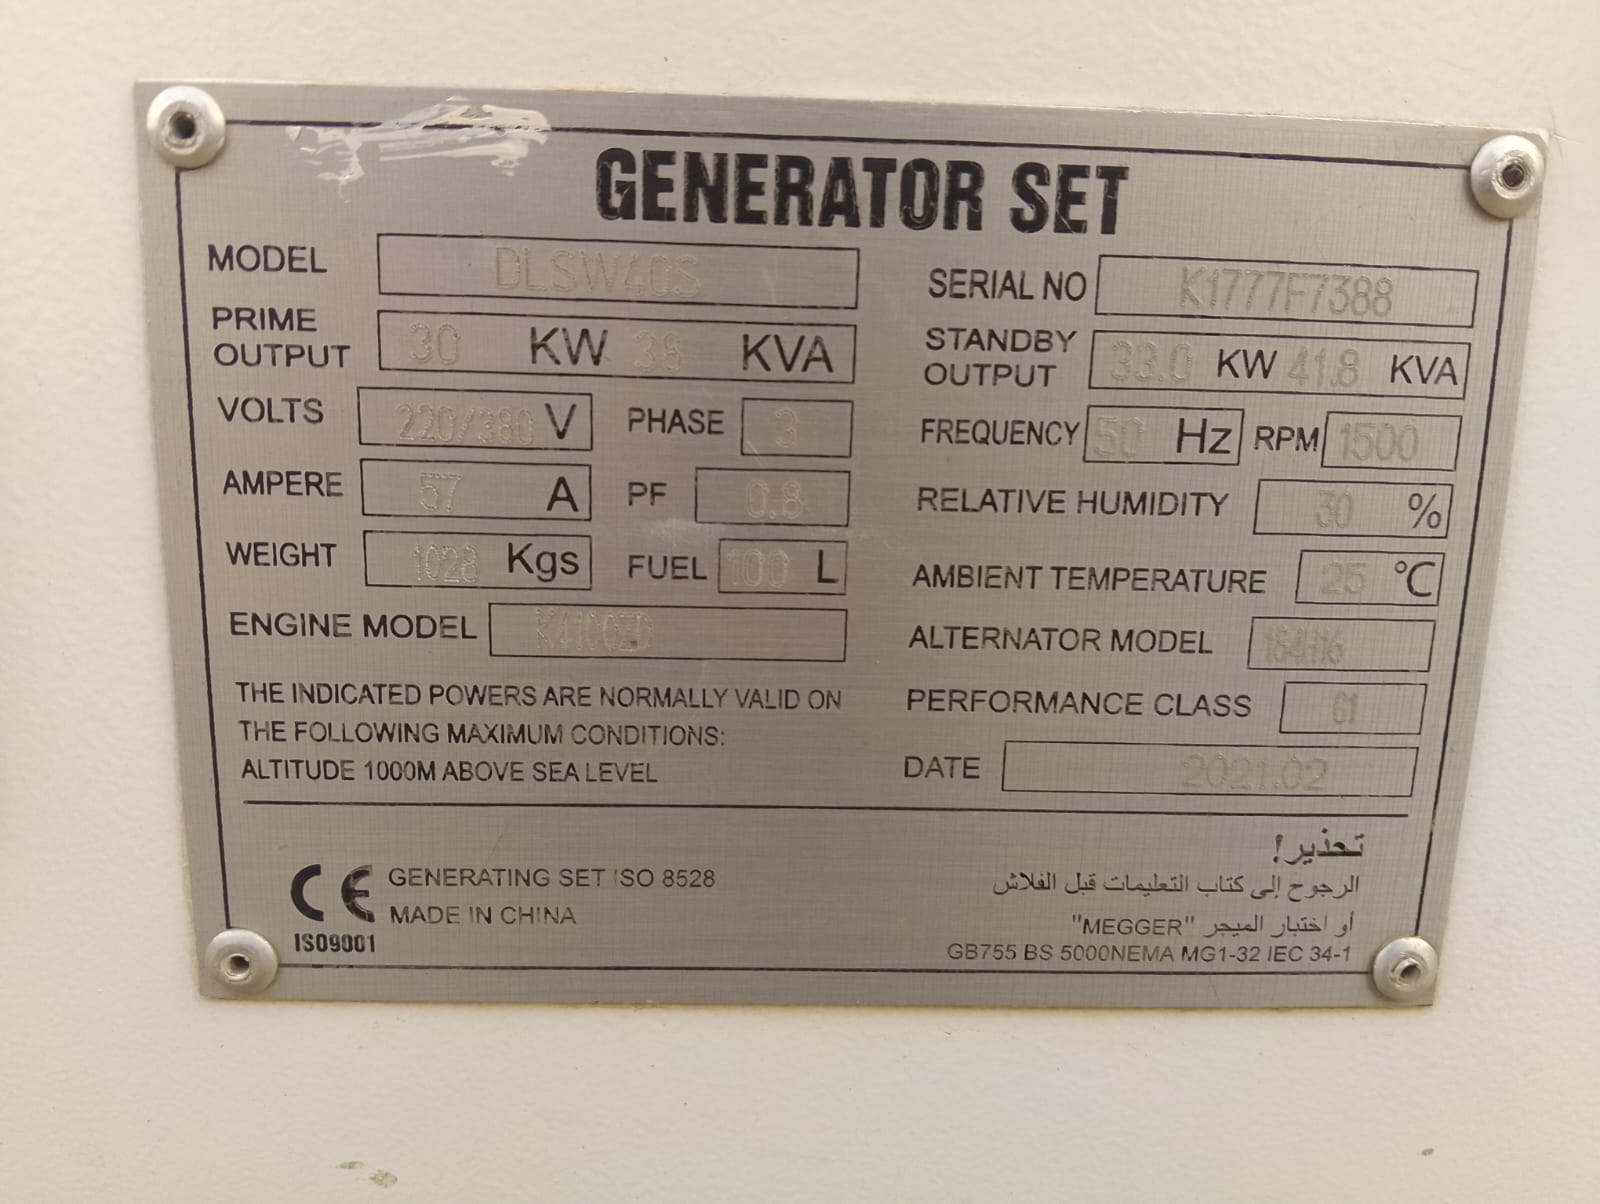 GENERATOR SET
MODEL DLSW40S
SERIAL NO K1777F7388
PRIME OUTPUT 30 KW 38 KVA
STANDBY OUTPUT 33.0 KW 41.8 KVA
VOLTS 220/380 V PHASE 3
FREQUENCY 50 Hz RPM 1500
AMPERE 57 A PF 0.8
RELATIVE HUMIDITY 30 %
WEIGHT 1028 Kgs FUEL 100 L
AMBIENT TEMPERATURE 25 °C
ENGINE MODEL K4100ZD
ALTERNATOR MODEL 184H16
THE INDICATED POWERS ARE NORMALLY VALID ON
THE FOLLOWING MAXIMUM CONDITIONS:
ALTITUDE 1000M ABOVE SEA LEVEL
PERFORMANCE CLASS G1
DATE 2021.02
CE GENERATING SET ISO 8528
MADE IN CHINA
ISO9001
تحذير!
الرجوح إلى كتاب التعليمات قبل الفلاش
أو اختبار الميجر "MEGGER"
GB755 BS 5000NEMA MG1-32 IEC 34-1